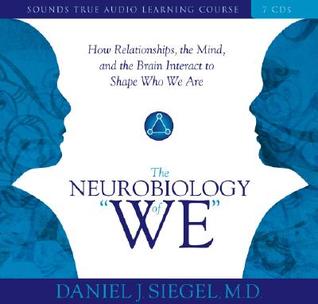 SOUNDS TRUE AUDIO LEARNING COURSE 7 CDS
How Relationships, the Mind,
and the Brain Interact to
Shape Who We Are
The
NEUROBIOLOGY
of
"WE"
DANIEL J. SIEGEL, M.D.